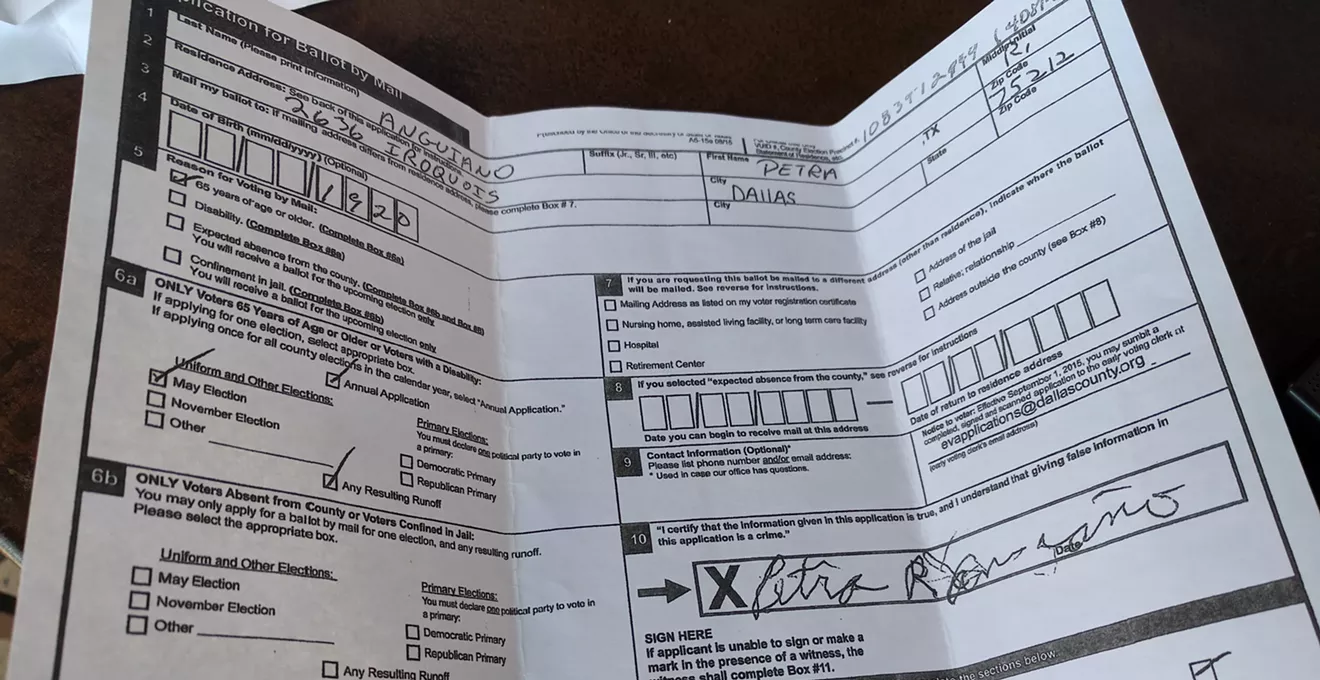 plication for Ballot by Mail
1
Last Name (Please print information)
ANGUIANO
Suffix (Jr., Sr, III, etc)
First Name
PETRA
Middle Initial
R.
2
Residence Address: See back of this application for instructions.
2636 IROQUOIS
City
DALLAS
, TX
Zip Code
75212
3
Mail my ballot to: If mailing address differs from residence address, please complete Box # 7.
City
State
Zip Code
4
Date of Birth (mm/dd/yyyy) (Optional)
1920
5
Reason for Voting by Mail:
65 years of age or older. (Complete Box #6a)
Disability. (Complete Box #6a)
Expected absence from the county. (Complete Box #6b and Box #8)
You will receive a ballot for the upcoming election only
Confinement in jail. (Complete Box #6b)
You will receive a ballot for the upcoming election only
6a
ONLY Voters 65 Years of Age or Older or Voters with a Disability:
If applying for one election, select appropriate box.
If applying once for all county elections in the calendar year, select "Annual Application."
Uniform and Other Elections:
Annual Application
May Election
November Election
Other
Any Resulting Runoff
Primary Elections:
You must declare one political party to vote in
a primary:
Democratic Primary
Republican Primary
6b
ONLY Voters Absent from County or Voters Confined in Jail:
You may only apply for a ballot by mail for one election, and any resulting runoff.
Please select the appropriate box.
Uniform and Other Elections:
May Election
November Election
Other
Any Resulting Runoff
Primary Elections:
You must declare one political party to vote in
a primary:
Democratic Primary
Republican Primary
7
If you are requesting this ballot be mailed to a different address (other than residence), indicate where the ballot
will be mailed. See reverse for instructions.
Mailing Address as listed on my voter registration certificate
Nursing home, assisted living facility, or long term care facility
Hospital
Retirement Center
Address of the jail
Relative; relationship
Address outside the county (see Box #8)
8
If you selected "expected absence from the county," see reverse for instructions
Date you can begin to receive mail at this address
Date of return to residence address
9
Contact Information (Optional)*
Please list phone number and/or email address:
* Used in case our office has questions.
Notice to voter: Effective September 1, 2015, you may sumbit a
completed, signed and scanned application to the early voting clerk at
evapplications@dallascounty.org
(early voting clerk's email address)
10
"I certify that the information given in this application is true, and I understand that giving false information in
this application is a crime."
X Petra R Anguiano
Date
SIGN HERE
If applicant is unable to sign or make a
mark in the presence of a witness, the
witness shall complete Box #11.
the sections below.